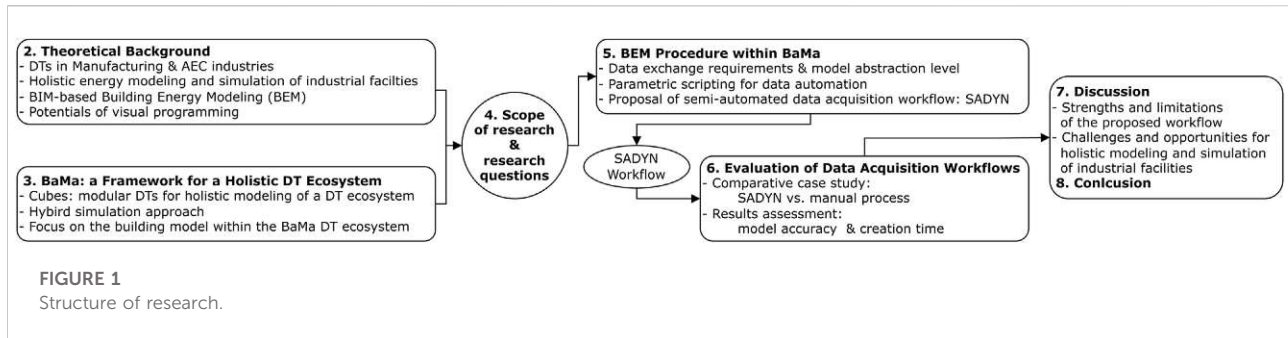 2. Theoretical Background
- DTs in Manufacturing & AEC industries
- Holistic energy modeling and simulation of industrial facilties
- BIM-based Building Energy Modeling (BEM)
- Potentials of visual programming
3. BaMa: a Framework for a Holistic DT Ecosystem
- Cubes: modular DTs for holistic modeling of a DT ecosystem
- Hybird simulation approach
- Focus on the building model within the BaMa DT ecosystem
4. Scope
of research
&
research
questions
5. BEM Procedure within BaMa
- Data exchange requirements & model abstraction level
- Parametric scripting for data automation
- Proposal of semi-automated data acquisition workflow: SADYN
SADYN
Workflow
6. Evaluation of Data Acquisition Workflows
- Comparative case study:
SADYN vs. manual process
- Results assessment:
model accuracy & creation time
7. Discussion
- Strengths and limitations
of the proposed workflow
- Challenges and opportunities for
holistic modeling and simulation
of industrial facilities
8. Conlcusion
FIGURE 1
Structure of research.